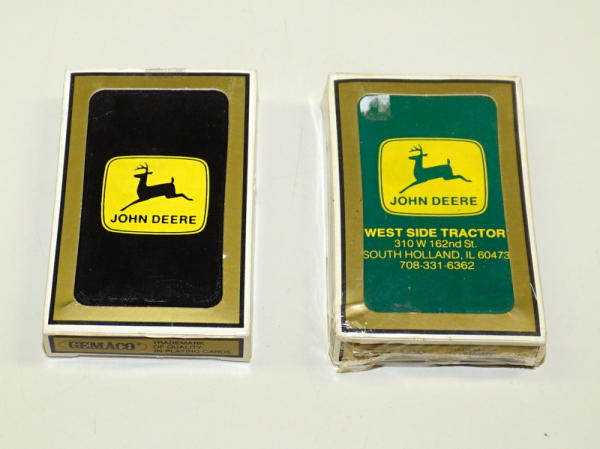 JOHN DEERE
GEMACO
TRADEMARK
OF QUALITY
IN PLAYING CARDS
JOHN DEERE
WEST SIDE TRACTOR
310 W 162nd St.
SOUTH HOLLAND, IL 60473
708-331-6362